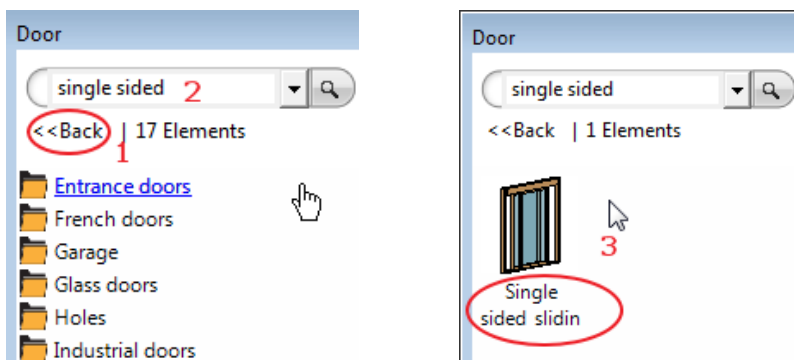 Door
single sided 2
<<Back | 17 Elements
1
Entrance doors
French doors
Garage
Glass doors
Holes
Industrial doors
Door
single sided
<<Back | 1 Elements
3
Single
sided slidin